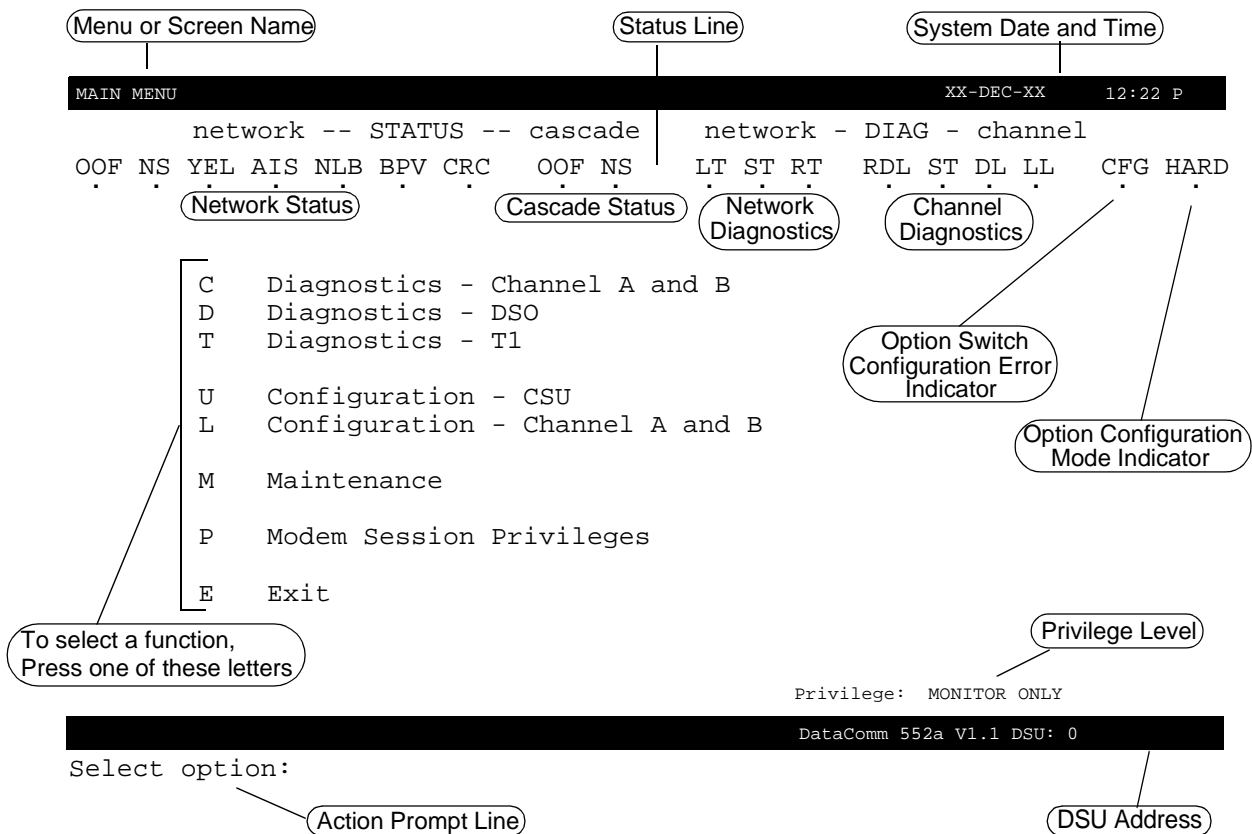 Menu or Screen Name
Status Line
System Date and Time
MAIN MENU XX-DEC-XX 12:22 P
network -- STATUS -- cascade network - DIAG - channel
OOF NS YEL AIS NLB BPV CRC OOF NS LT ST RT RDL ST DL LL CFG HARD
. . . . . . . . . . . . . . . . . .
Network Status
Cascade Status
Network
Diagnostics
Channel
Diagnostics
C Diagnostics - Channel A and B
D Diagnostics - DSO
T Diagnostics - T1
Option Switch
Configuration Error
Indicator
U Configuration - CSU
L Configuration - Channel A and B
Option Configuration
Mode Indicator
M Maintenance
P Modem Session Privileges
E Exit
To select a function,
Press one of these letters
Privilege Level
Privilege: MONITOR ONLY
DataComm 552a V1.1 DSU: 0
Select option:
Action Prompt Line
DSU Address